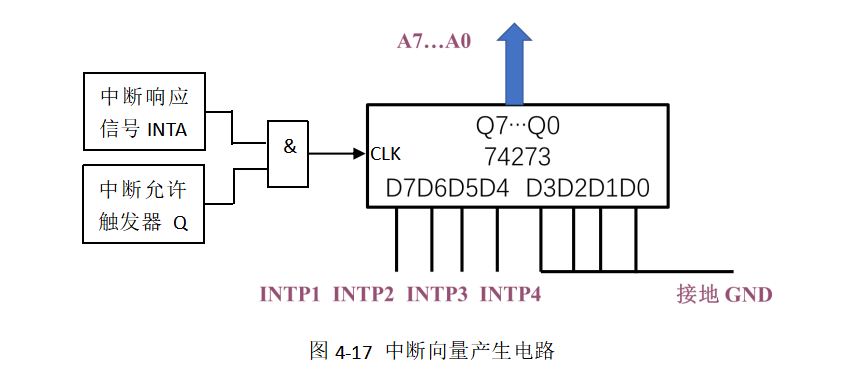 A7…A0
中断响应
信号 INTA
&
中断允许
触发器 Q
CLK
Q7…Q0
74273
D7D6D5D4 D3D2D1D0
INTP1 INTP2 INTP3 INTP4
接地 GND
图 4-17 中断向量产生电路